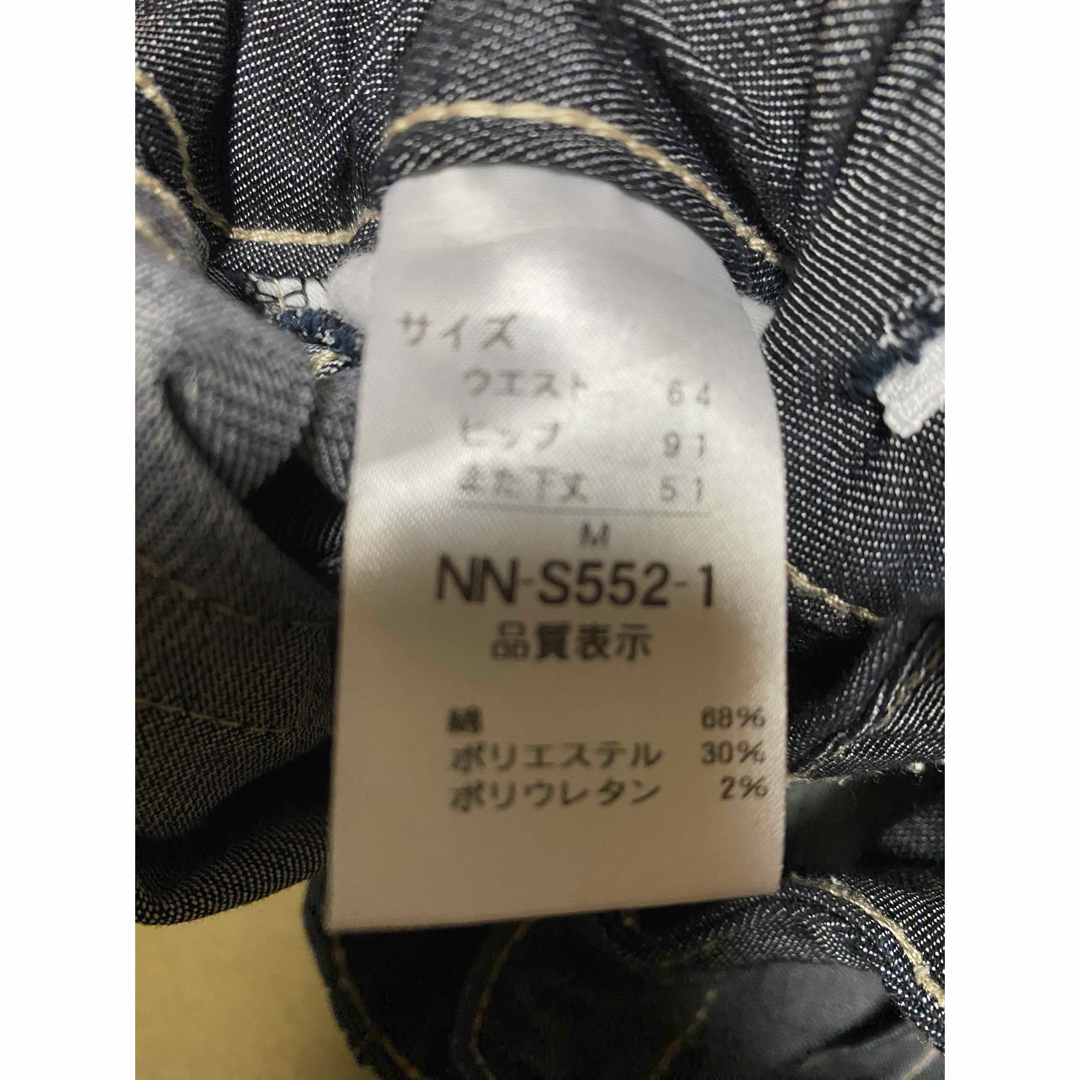 サイズ
ウエスト 64
ヒップ 91
また下丈 51
M
NN-S552-1
品質表示
綿 68%
ポリエステル 30%
ポリウレタン 2%